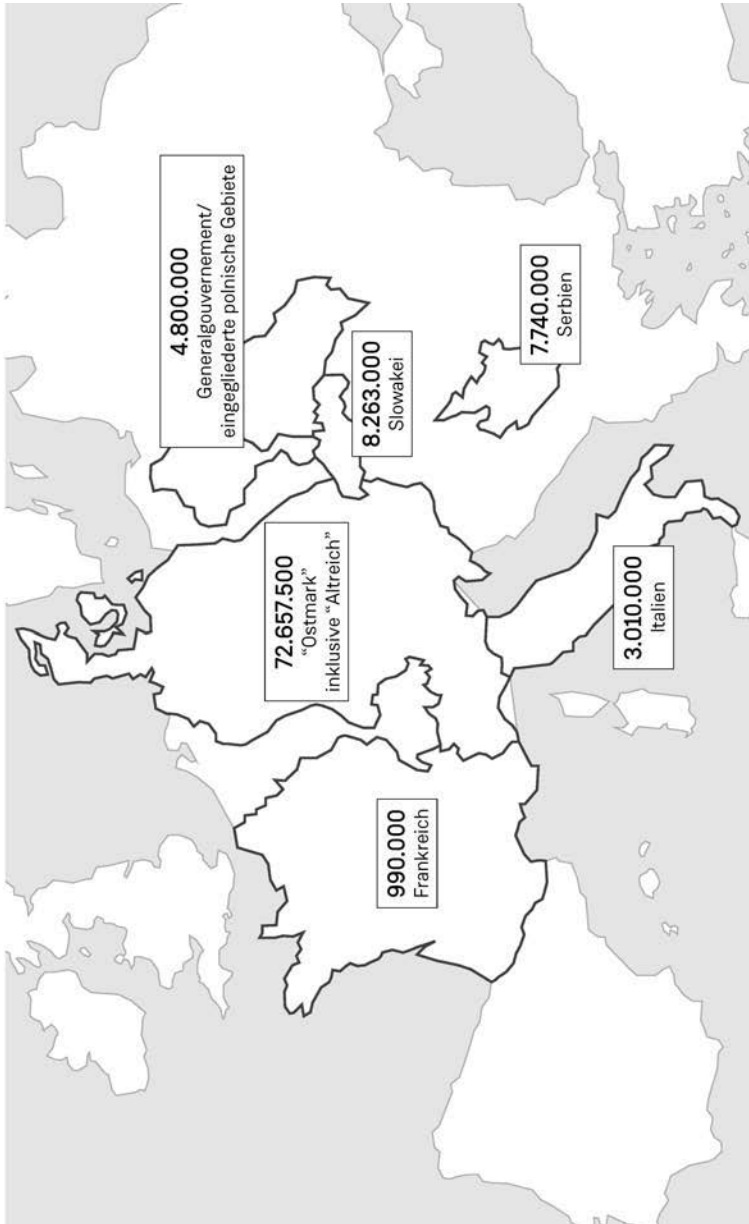 4.800.000
Generalgouvernement/
eingegliederte polnische Gebiete
72.657.500
“Ostmark”
inklusive “Altreich”
8.263.000
Slowakei
990.000
Frankreich
7.740.000
Serbien
3.010.000
Italien